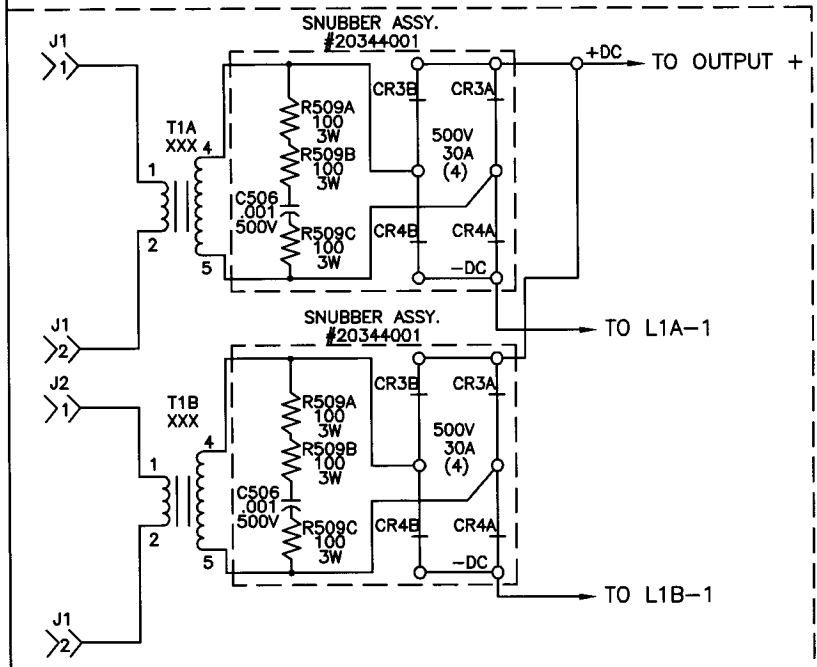 SNUBBER ASSY.
#20344001
J1
1
+DC
TO OUTPUT +
CR3B
CR3A
R509A
100
3W
T1A
XXX
4
500V
30A
(4)
R509B
100
3W
1
C506
.001
500V
R509C
100
3W
CR4B
CR4A
2
5
-DC
SNUBBER ASSY.
#20344001
TO L1A-1
J1
2
J2
1
CR3B
CR3A
R509A
100
3W
T1B
XXX
4
500V
30A
(4)
R509B
100
3W
1
C506
.001
500V
R509C
100
3W
CR4B
CR4A
2
5
-DC
TO L1B-1
J1
2